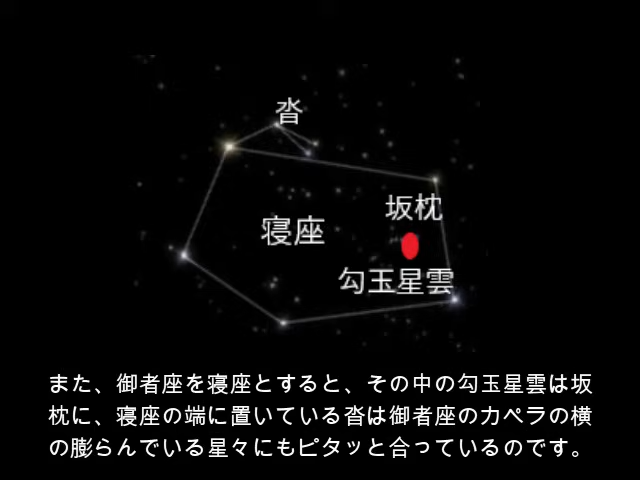 沓
坂枕
寝座
勾玉星雲
また、御者座を寝座とすると、その中の勾玉星雲は坂
枕に、寝座の端に置いている沓は御者座のカペラの横
の膨らんでいる星々にもピタッと合っているのです。